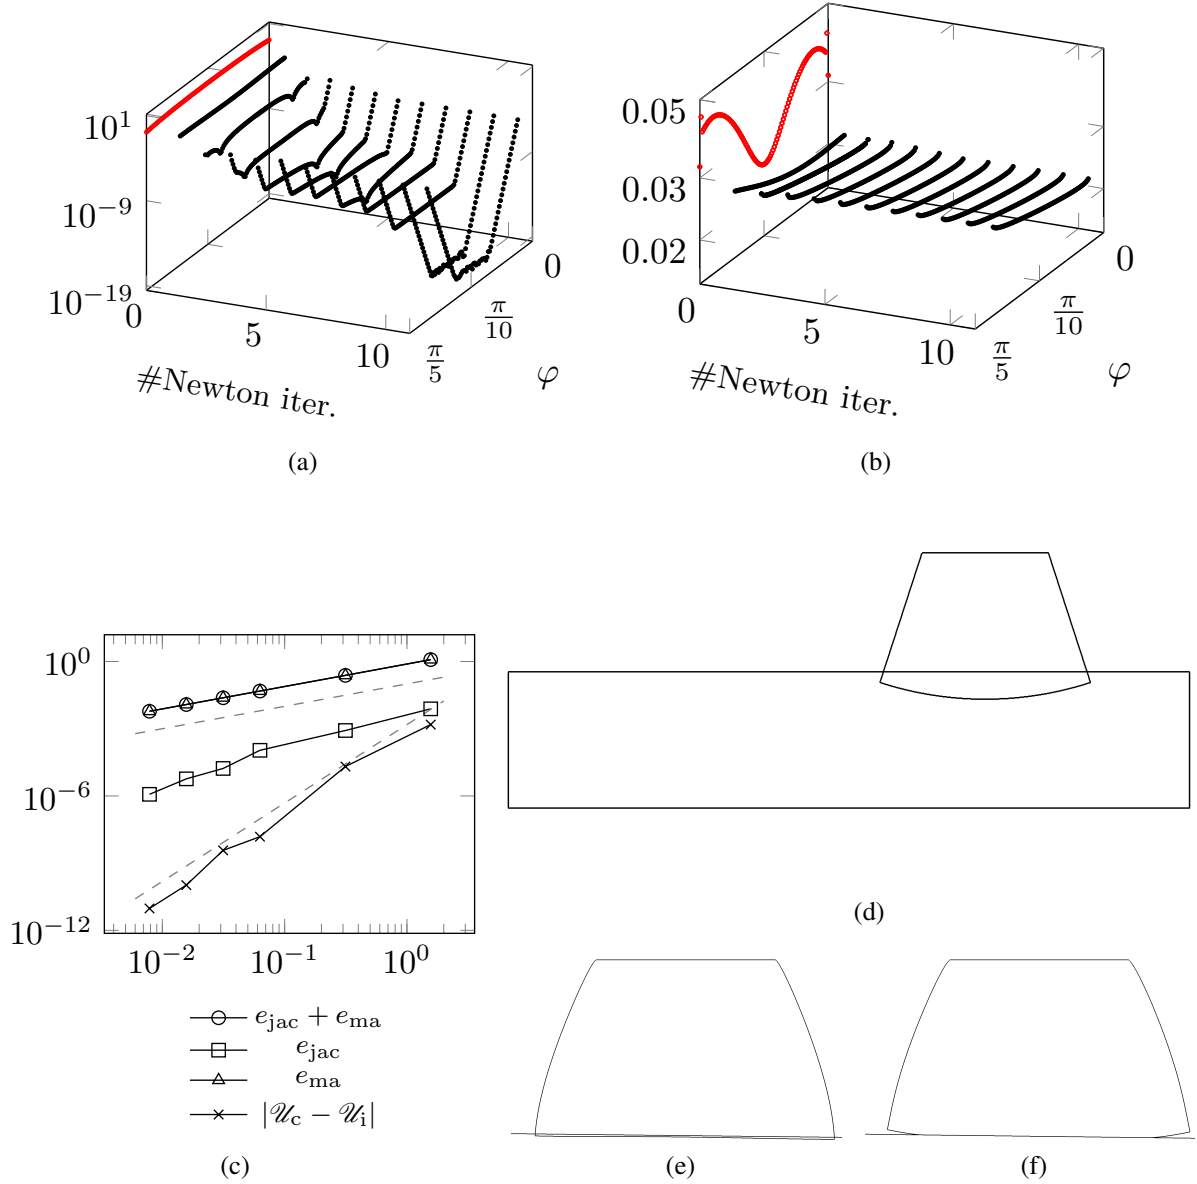 10^1
10^−9
10^−19
0
5
10
π/5
π/10
0
#Newton iter.
φ
(a)
0.05
0.03
0.02
0
5
10
π/5
π/10
0
#Newton iter.
φ
(b)
10^0
10^−6
10^−12
10^−2 10^−1 10^0
e_jac + e_ma
e_jac
e_ma
|𝒰_c − 𝒰_i|
(c)
(d)
(e) (f)